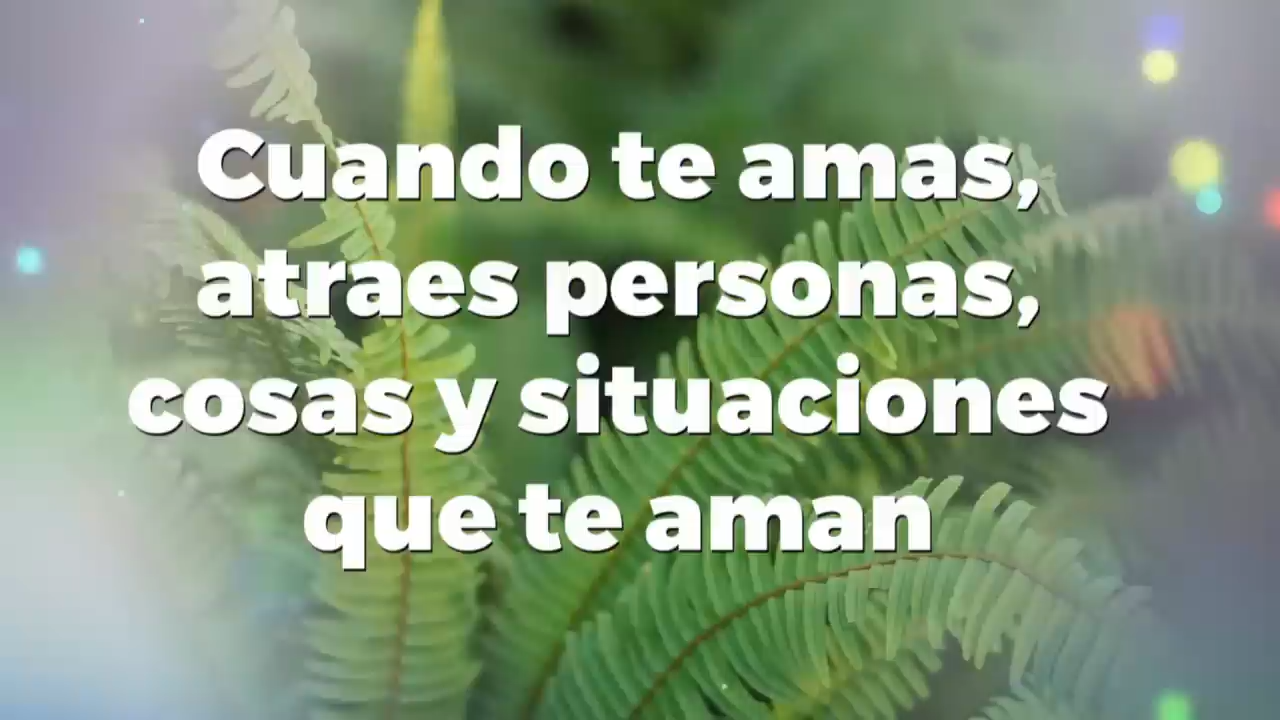 Cuando te amas,
atraes personas,
cosas y situaciones
que te aman